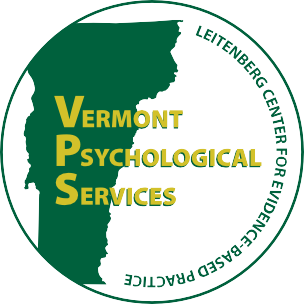 Vermont
Psychological
Services
LEITENBERG CENTER FOR EVIDENCE-BASED PRACTICE